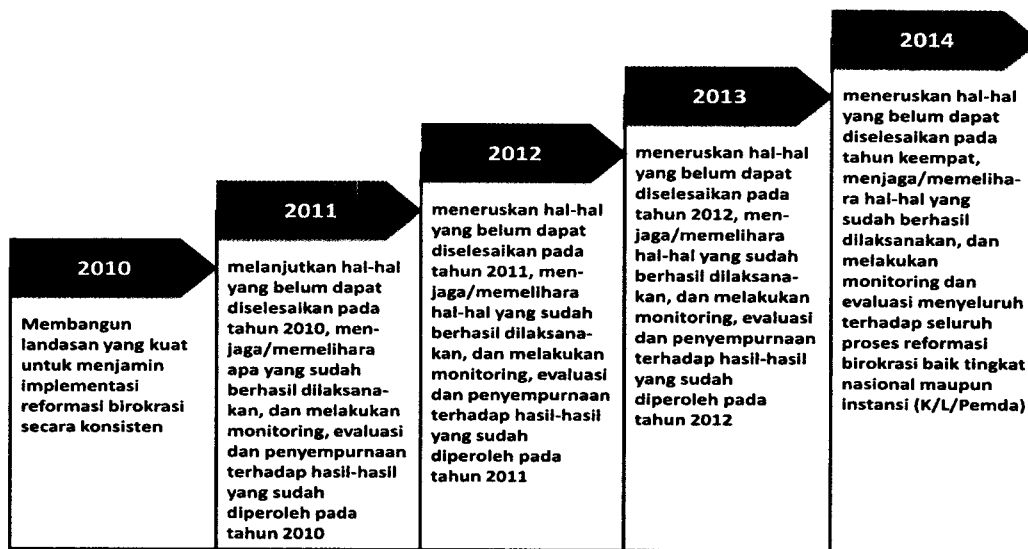 2010
Membangun
landasan yang kuat
untuk menjamin
implementasi
reformasi birokrasi
secara konsisten
2011
melanjutkan hal-hal
yang belum dapat
diselesaikan pada
tahun 2010, men-
jaga/memelihara
apa yang sudah
berhasil dilaksana-
kan, dan melakukan
monitoring, evaluasi
dan penyempurnaan
terhadap hasil-hasil
yang sudah
diperoleh pada
tahun 2010
2012
meneruskan hal-hal
yang belum dapat
diselesaikan pada
tahun 2011, men-
jaga/memelihara
hal-hal yang sudah
berhasil dilaksana-
kan, dan melakukan
monitoring, evaluasi
dan penyempurnaan
terhadap hasil-hasil
yang sudah
diperoleh pada
tahun 2011
2013
meneruskan hal-hal
yang belum dapat
diselesaikan pada
tahun 2012, men-
jaga/memelihara
hal-hal yang sudah
berhasil dilaksana-
kan, dan melakukan
monitoring, evaluasi
dan penyempurnaan
terhadap hasil-hasil
yang sudah
diperoleh pada
tahun 2012
2014
meneruskan hal-hal
yang belum dapat
diselesaikan pada
tahun keempat,
menjaga/memeliha-
ra hal-hal yang
sudah berhasil
dilaksanakan, dan
melakukan
monitoring dan
evaluasi menyeluruh
terhadap seluruh
proses reformasi
birokrasi baik tingkat
nasional maupun
instansi (K/L/Pemda)